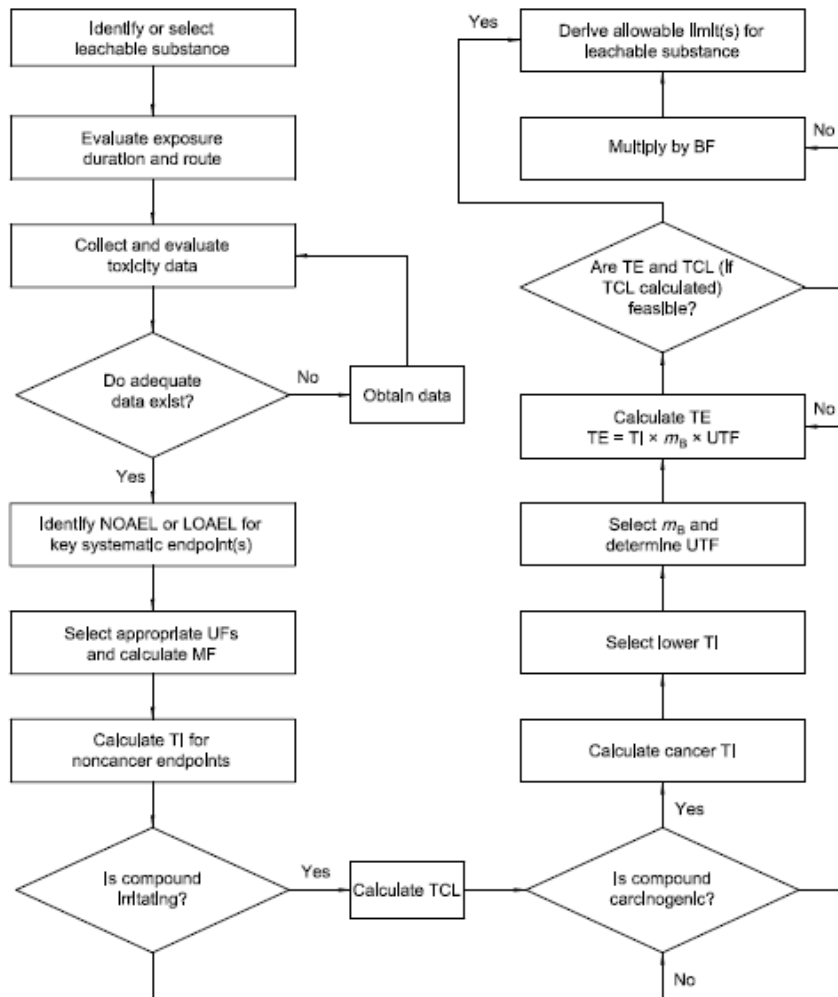 Identify or select
leachable substance
Evaluate exposure
duration and route
Collect and evaluate
toxicity data
Do adequate
data exist?
No
Obtain data
Yes
Identify NOAEL or LOAEL for
key systematic endpoint(s)
Select appropriate UFs
and calculate MF
Calculate TI for
noncancer endpoints
Is compound
irritating?
Yes
Calculate TCL
Is compound
carcinogenic?
No
Yes
Calculate cancer TI
Select lower TI
Select mB and
determine UTF
Calculate TE
TE = TI × mB × UTF
No
Are TE and TCL (if
TCL calculated)
feasible?
No
Multiply by BF
Yes
Derive allowable limit(s) for
leachable substance